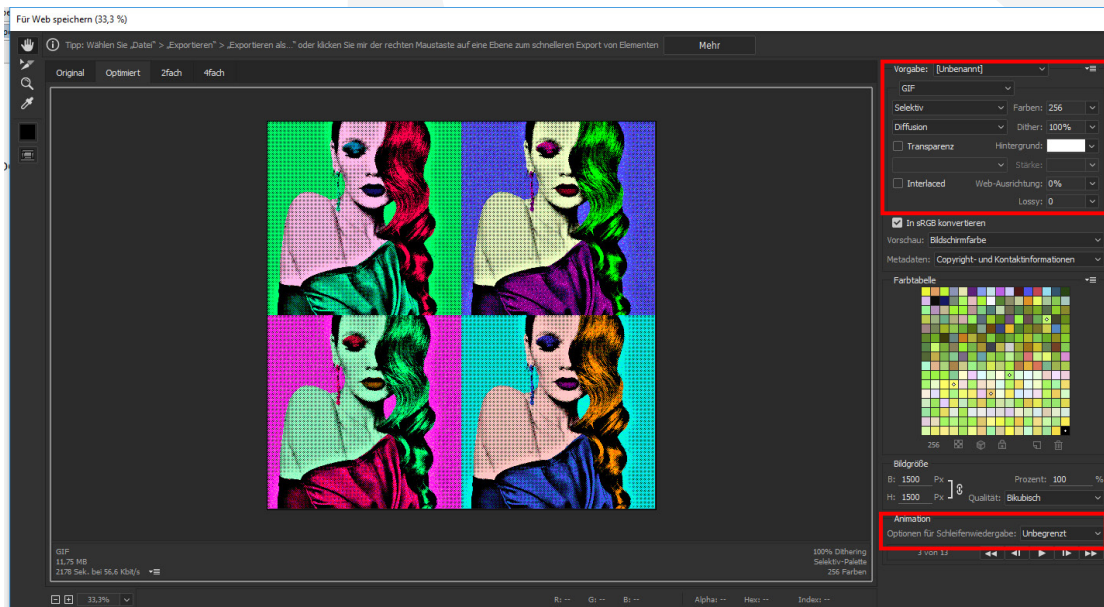 Für Web speichern (33,3 %)
Tipp: Wählen Sie „Datei“ > „Exportieren“ > „Exportieren als...“ oder klicken Sie mir der rechten Maustaste auf eine Ebene zum schnelleren Export von Elementen Mehr
Original Optimiert 2fach 4fach
Vorgabe: [Unbenannt]
GIF
Selektiv Farben: 256
Diffusion Dither: 100%
Transparenz Hintergrund:
Stärke:
Interlaced Web-Ausrichtung: 0%
Lossy: 0
In sRGB konvertieren
Vorschau: Bildschirmfarbe
Metadaten: Copyright- und Kontaktinformationen
Farbtabelle
256
Bildgröße
B: 1500 Px Prozent: 100 %
H: 1500 Px Qualität: Bikubisch
Animation
Optionen für Schleifenwiedergabe: Unbegrenzt
3 von 13
GIF
11,75 MB
2178 Sek. bei 56,6 Kbit/s
100% Dithering
Selektiv-Palette
256 Farben
33,3% R: -- G: -- B: -- Alpha: -- Hex: -- Index: --